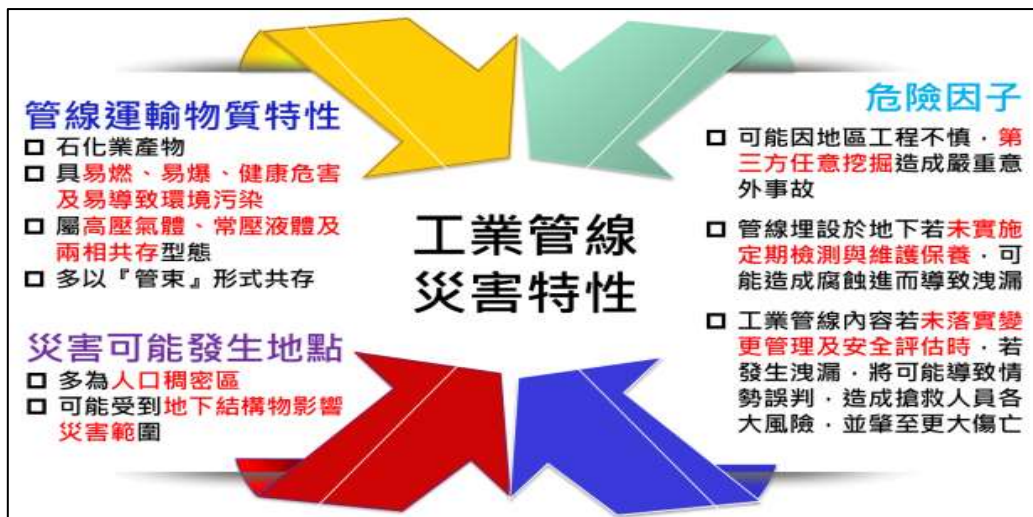 管線運輸物質特性
石化業產物
具易燃、易爆、健康危害
及易導致環境污染
屬高壓氣體、常壓液體及
兩相共存型態
多以『管束』形式共存
災害可能發生地點
多為人口稠密區
可能受到地下結構物影響
災害範圍
工業管線
災害特性
危險因子
可能因地區工程不慎，第
三方任意挖掘造成嚴重意
外事故
管線埋設於地下若未實施
定期檢測與維護保養，可
能造成腐蝕進而導致洩漏
工業管線內容若未落實變
更管理及安全評估時，若
發生洩漏，將可能導致情
勢誤判，造成搶救人員各
大風險，並肇至更大傷亡